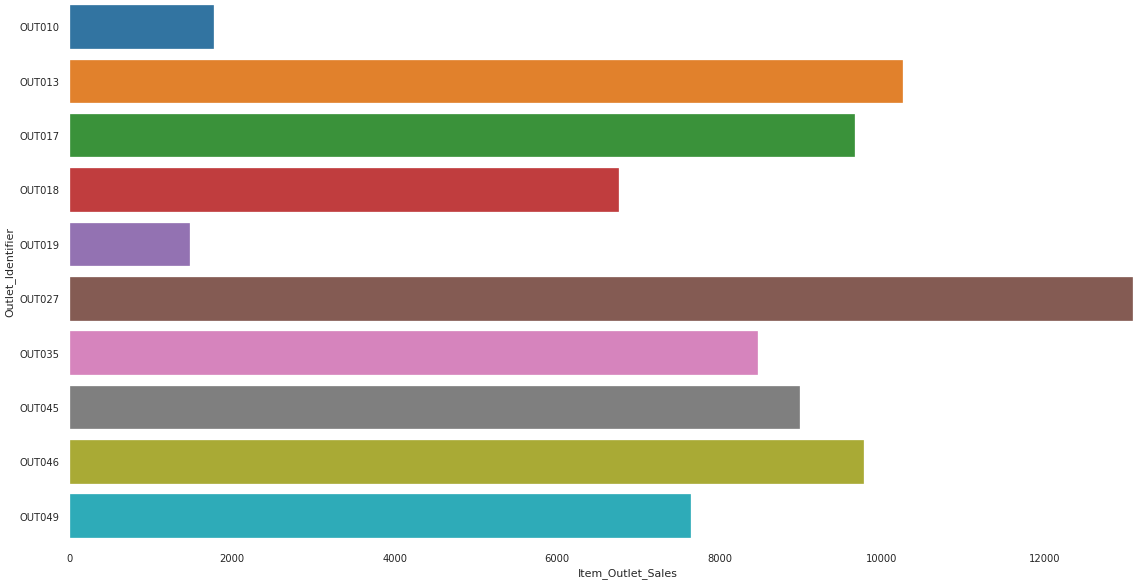 OUT010
OUT013
OUT017
OUT018
OUT019
OUT027
OUT035
OUT045
OUT046
OUT049
Outlet_Identifier
0 2000 4000 6000 8000 10000 12000
Item_Outlet_Sales